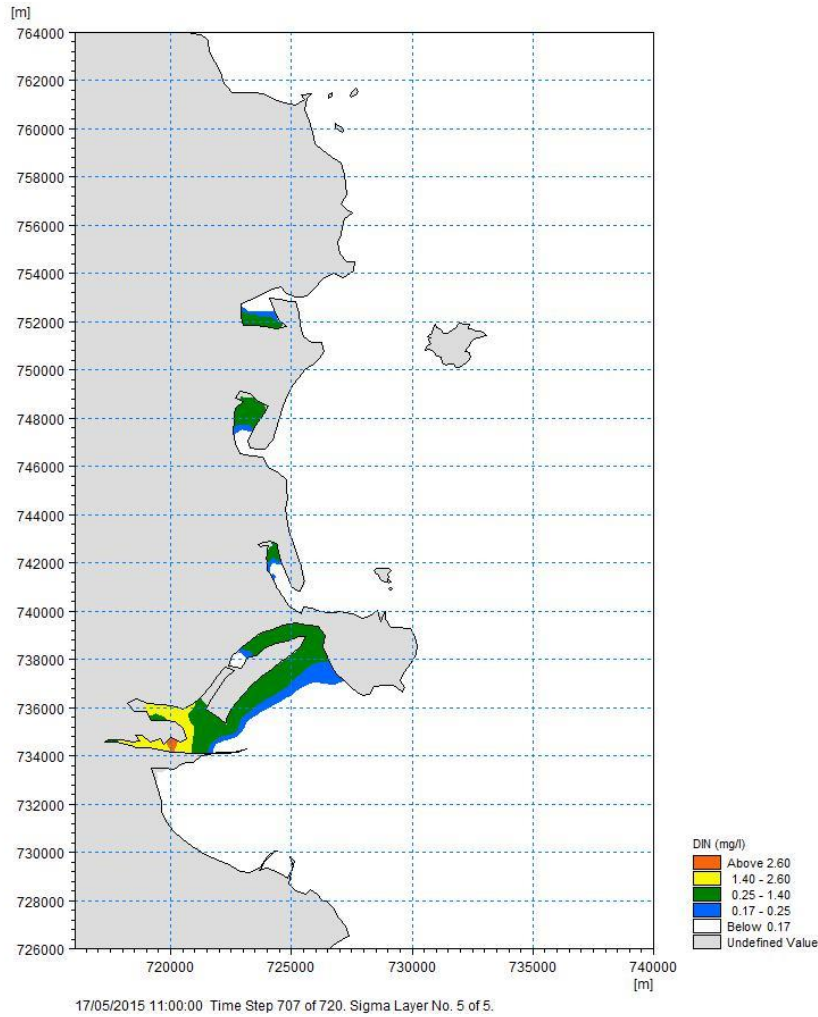 [m]
764000
762000
760000
758000
756000
754000
752000
750000
748000
746000
744000
742000
740000
738000
736000
734000
732000
730000
728000
726000
720000 725000 730000 735000 740000
[m]
DIN (mg/l)
Above 2.60
1.40 - 2.60
0.25 - 1.40
0.17 - 0.25
Below 0.17
Undefined Value
17/05/2015 11:00:00 Time Step 707 of 720. Sigma Layer No. 5 of 5.